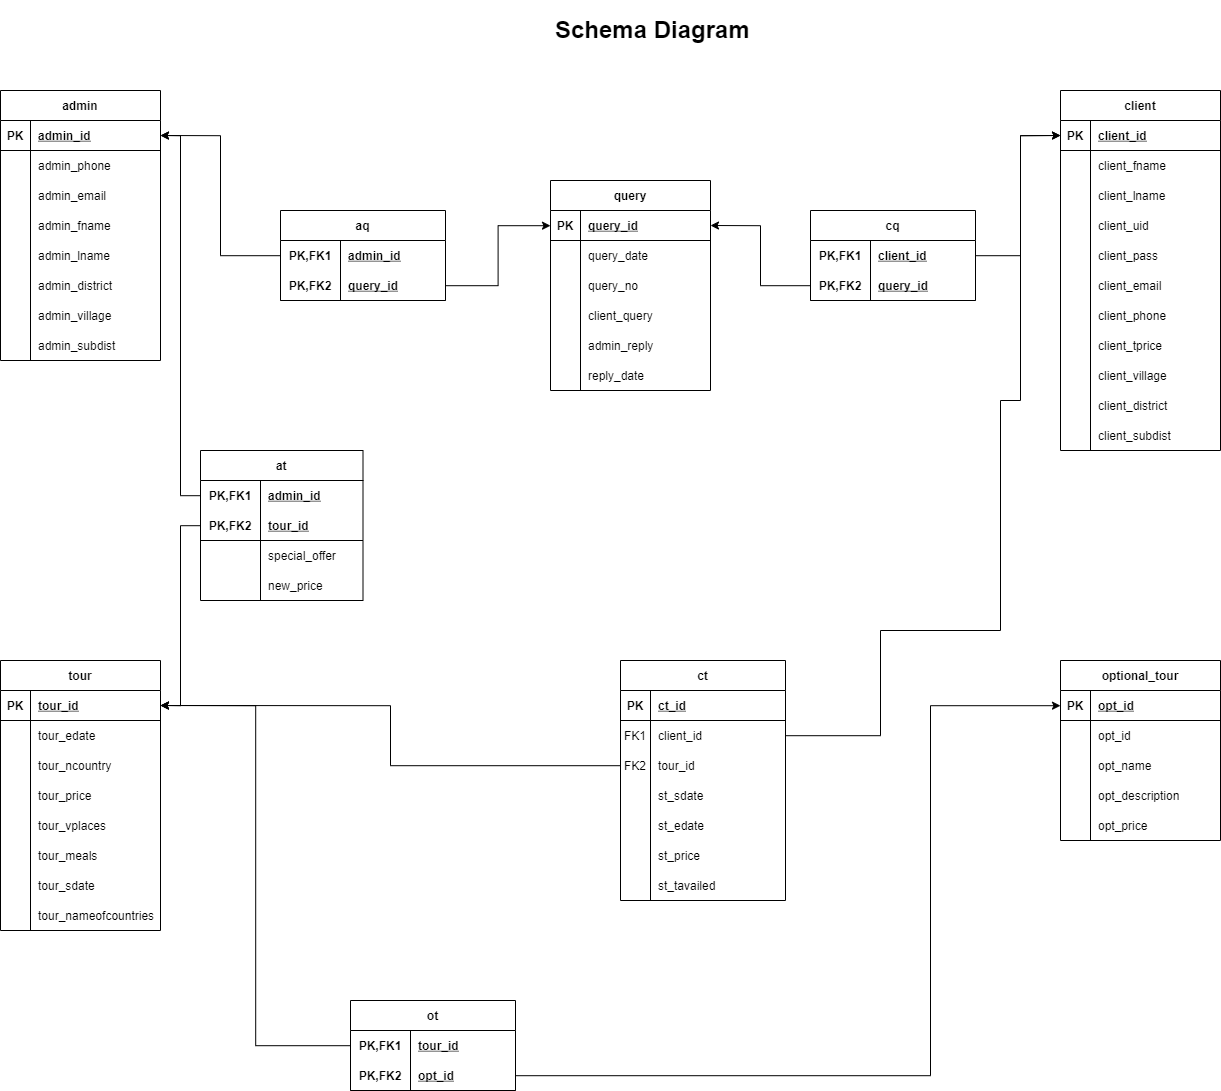 Schema Diagram
admin
PK admin_id
admin_phone
admin_email
admin_fname
admin_lname
admin_district
admin_village
admin_subdist
aq
PK,FK1 admin_id
PK,FK2 query_id
query
PK query_id
query_date
query_no
client_query
admin_reply
reply_date
cq
PK,FK1 client_id
PK,FK2 query_id
client
PK client_id
client_fname
client_lname
client_uid
client_pass
client_email
client_phone
client_tprice
client_village
client_district
client_subdist
at
PK,FK1 admin_id
PK,FK2 tour_id
special_offer
new_price
tour
PK tour_id
tour_edate
tour_ncountry
tour_price
tour_vplaces
tour_meals
tour_sdate
tour_nameofcountries
ct
PK ct_id
FK1 client_id
FK2 tour_id
st_sdate
st_edate
st_price
st_tavailed
optional_tour
PK opt_id
opt_id
opt_name
opt_description
opt_price
ot
PK,FK1 tour_id
PK,FK2 opt_id